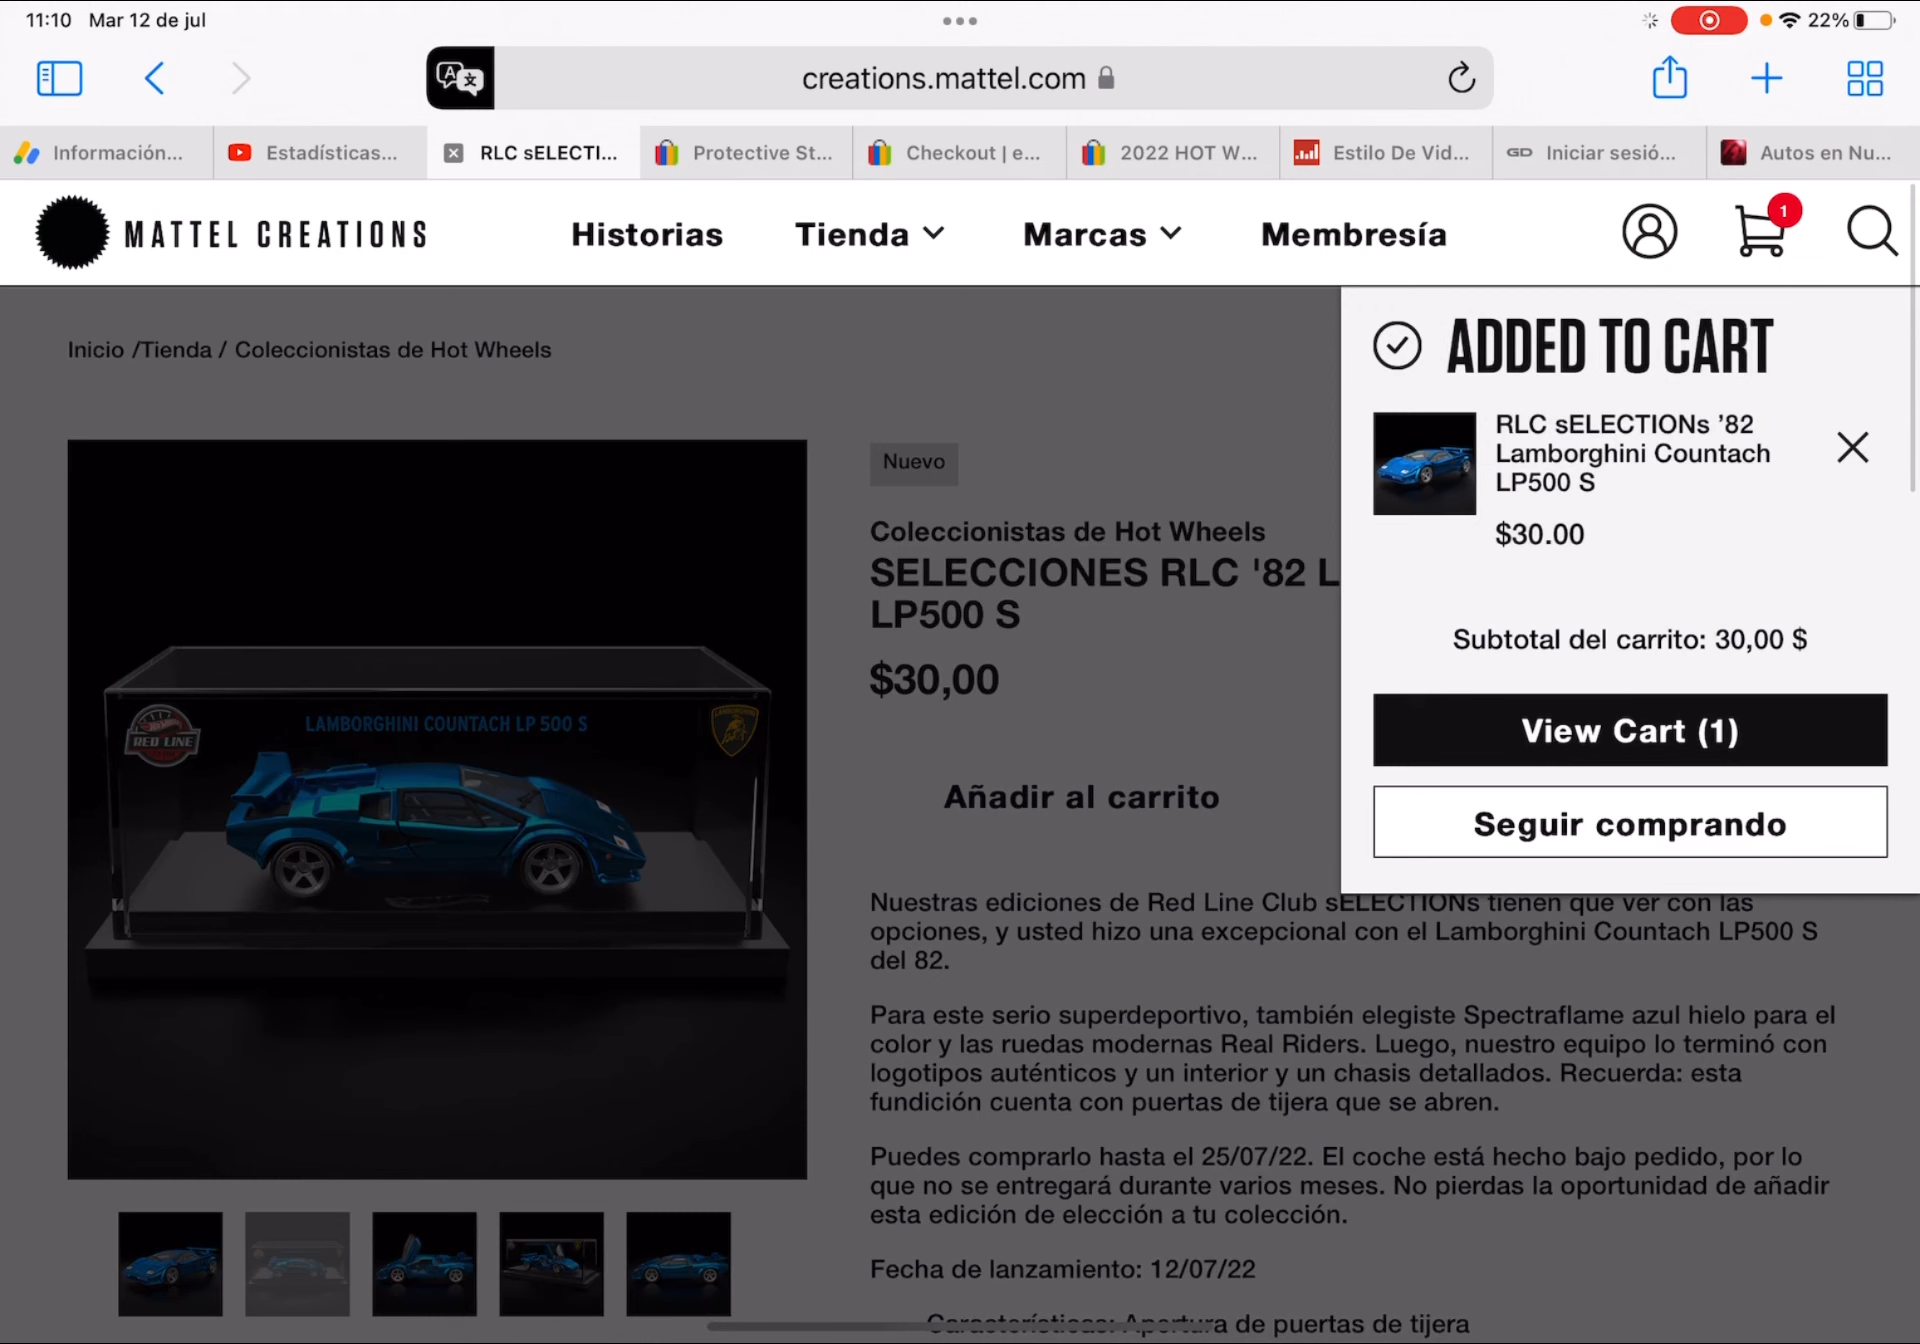 11:10 Mar 12 de jul
22%
creations.mattel.com
Información...
Estadísticas...
RLC sELECTI...
Protective St...
Checkout | e...
2022 HOT W...
Estilo De Vid...
GD Iniciar sesió...
Autos en Nu...
MATTEL CREATIONS
Historias
Tienda
Marcas
Membresía
1
Inicio /Tienda / Coleccionistas de Hot Wheels
ADDED TO CART
RLC sELECTIONs ’82
Lamborghini Countach
LP500 S
$30.00
Subtotal del carrito: 30,00 $
View Cart (1)
Seguir comprando
RED LINE
LAMBORGHINI COUNTACH LP 500 S
LAMBORGHINI
Nuevo
Coleccionistas de Hot Wheels
SELECCIONES RLC '82 L
LP500 S
$30,00
Añadir al carrito
Nuestras ediciones de Red Line Club sELECTIONs tienen que ver con las
opciones, y usted hizo una excepcional con el Lamborghini Countach LP500 S
del 82.
Para este serio superdeportivo, también elegiste Spectraflame azul hielo para el
color y las ruedas modernas Real Riders. Luego, nuestro equipo lo terminó con
logotipos auténticos y un interior y un chasis detallados. Recuerda: esta
fundición cuenta con puertas de tijera que se abren.
Puedes comprarlo hasta el 25/07/22. El coche está hecho bajo pedido, por lo
que no se entregará durante varios meses. No pierdas la oportunidad de añadir
esta edición de elección a tu colección.
Fecha de lanzamiento: 12/07/22
Características: Apertura de puertas de tijera